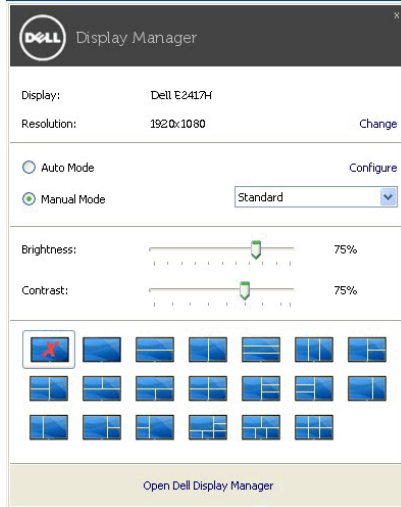 DELL Display Manager
x
Display: Dell E2417H
Resolution: 1920x1080 Change
Auto Mode Configure
Manual Mode Standard
Brightness: 75%
Contrast: 75%
X
Open Dell Display Manager